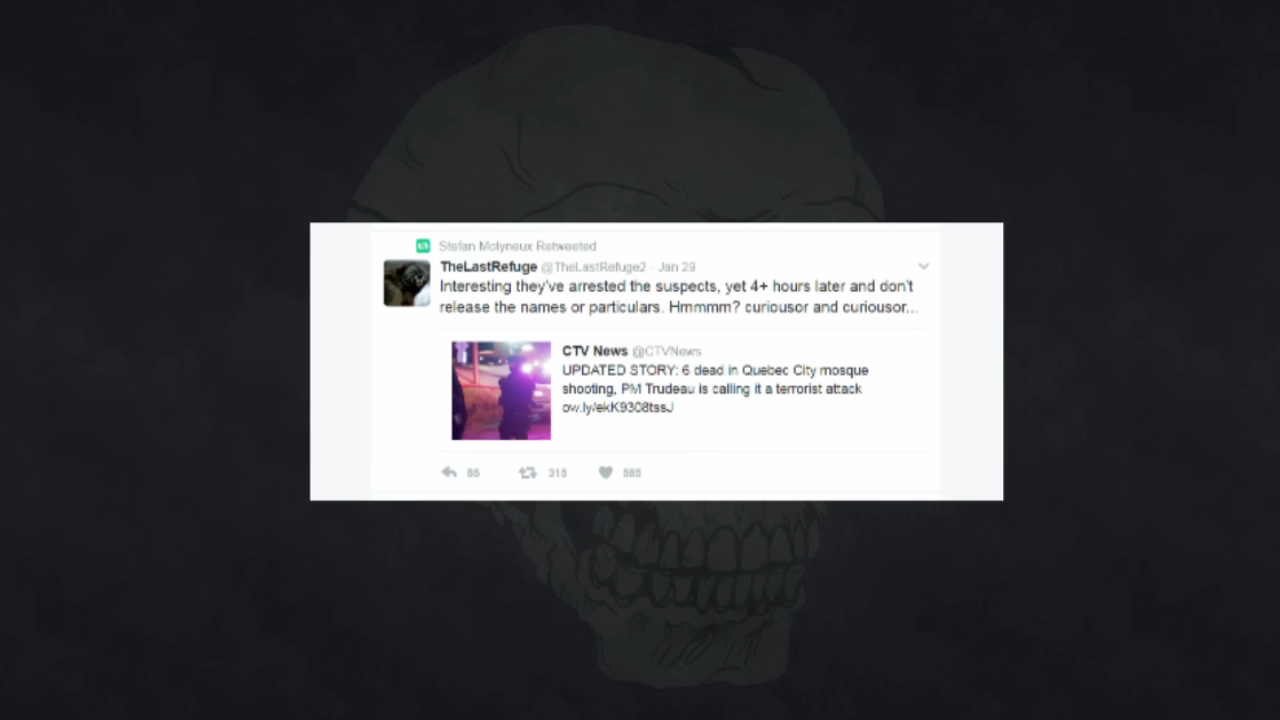 Stefan Molyneux Retweeted
TheLastRefuge @TheLastRefuge2 · Jan 29
Interesting they've arrested the suspects, yet 4+ hours later and don't
release the names or particulars. Hmmmm? curiousor and curiousor...
CTV News @CTVNews
UPDATED STORY: 6 dead in Quebec City mosque
shooting, PM Trudeau is calling it a terrorist attack
ow.ly/ekK9308tssJ
85 315 585